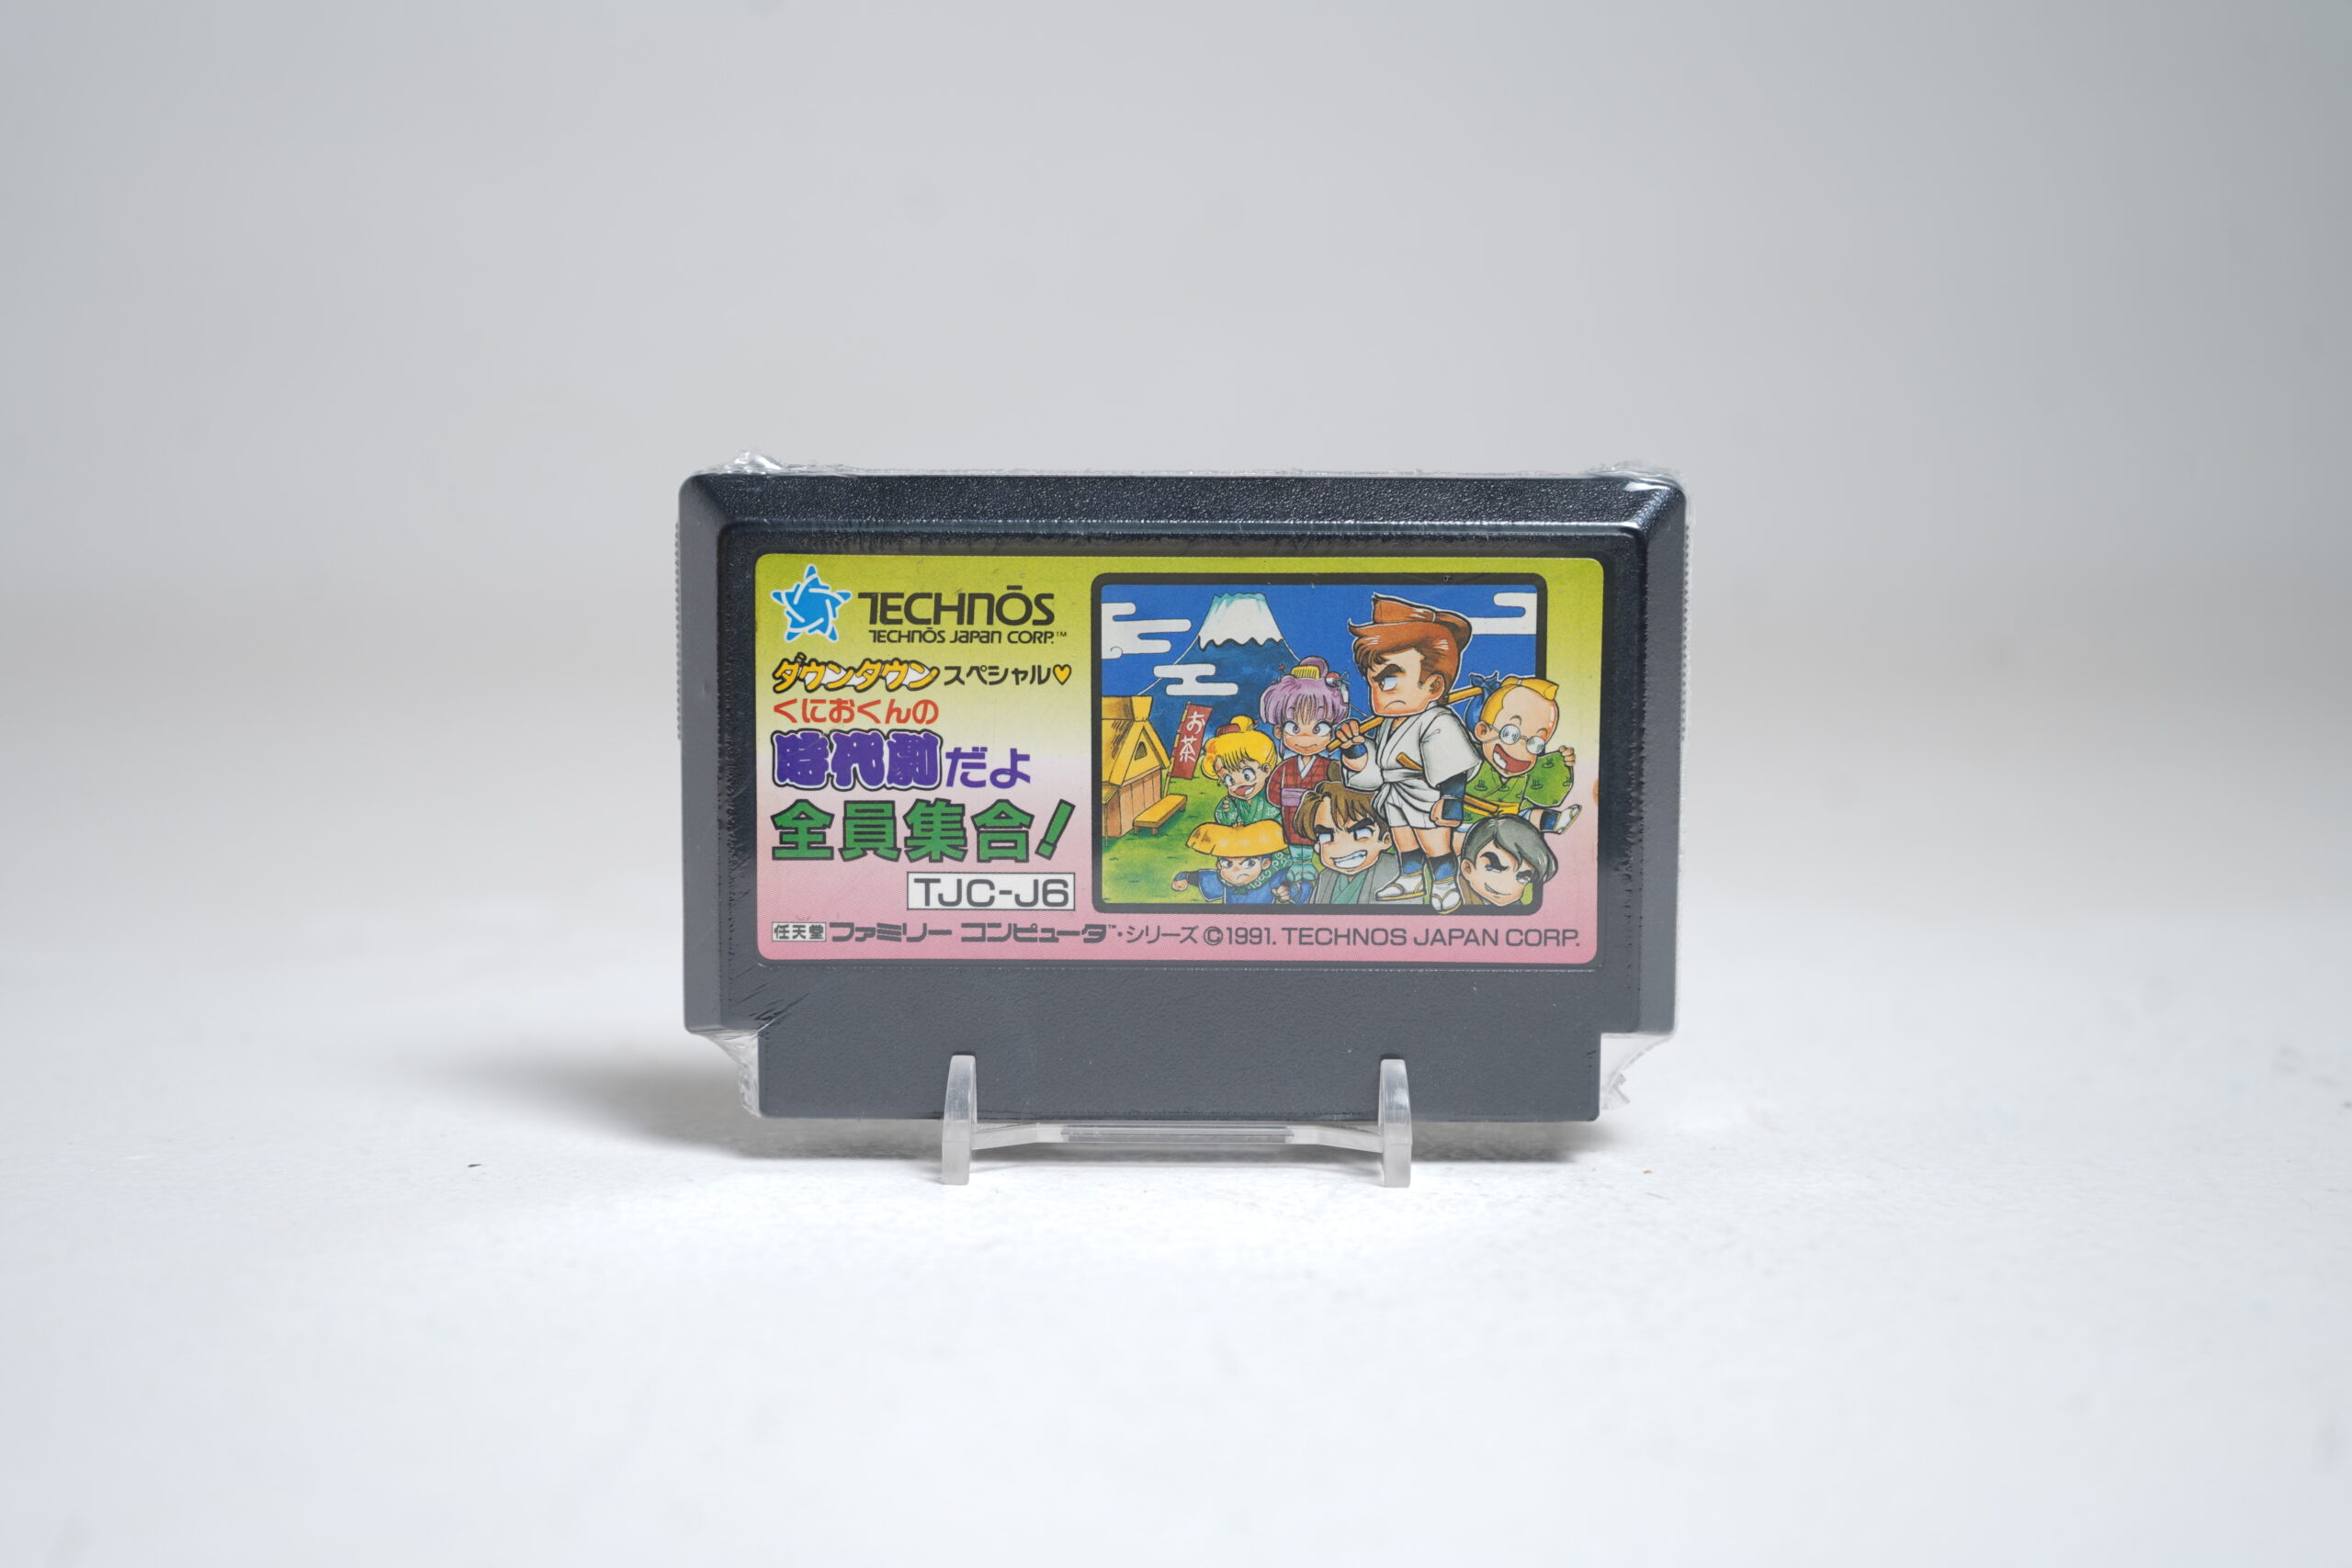 TECHNŌS
TECHNŌS JAPAN CORP.™
ダウンタウンスペシャル♥
くにおくんの
時代劇だよ
全員集合!
TJC-J6
お茶
任天堂 ファミリー コンピュータ™・シリーズ ©1991. TECHNOS JAPAN CORP.